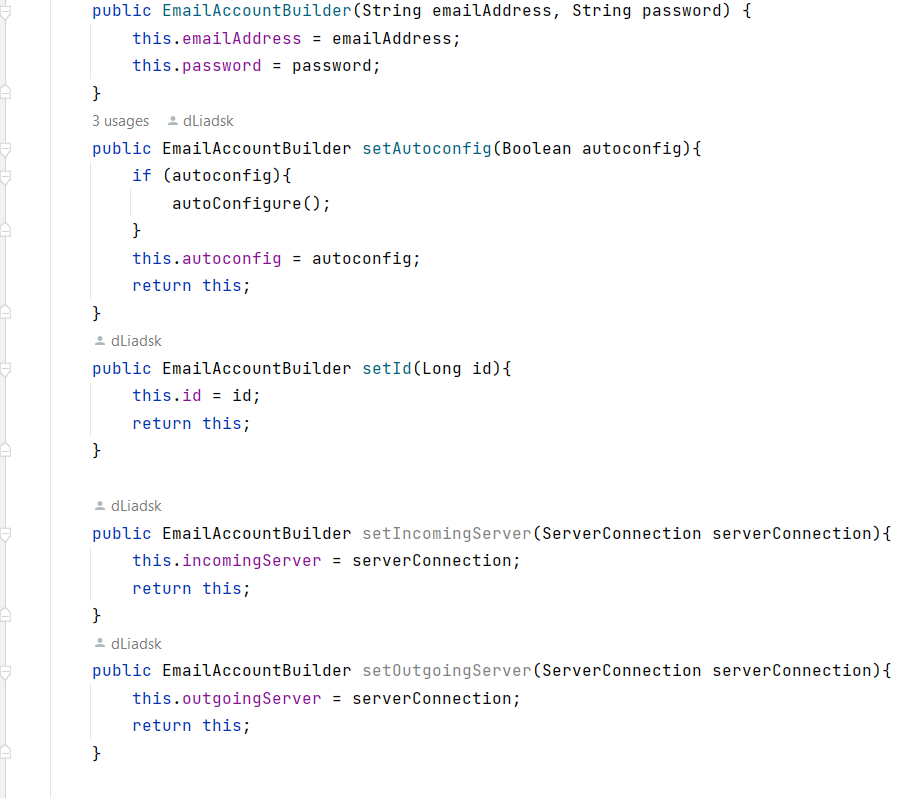 public EmailAccountBuilder(String emailAddress, String password) {
this.emailAddress = emailAddress;
this.password = password;
}
3 usages dLiadsk
public EmailAccountBuilder setAutoconfig(Boolean autoconfig){
if (autoconfig){
autoConfigure();
}
this.autoconfig = autoconfig;
return this;
}
dLiadsk
public EmailAccountBuilder setId(Long id){
this.id = id;
return this;
}
dLiadsk
public EmailAccountBuilder setIncomingServer(ServerConnection serverConnection){
this.incomingServer = serverConnection;
return this;
}
dLiadsk
public EmailAccountBuilder setOutgoingServer(ServerConnection serverConnection){
this.outgoingServer = serverConnection;
return this;
}